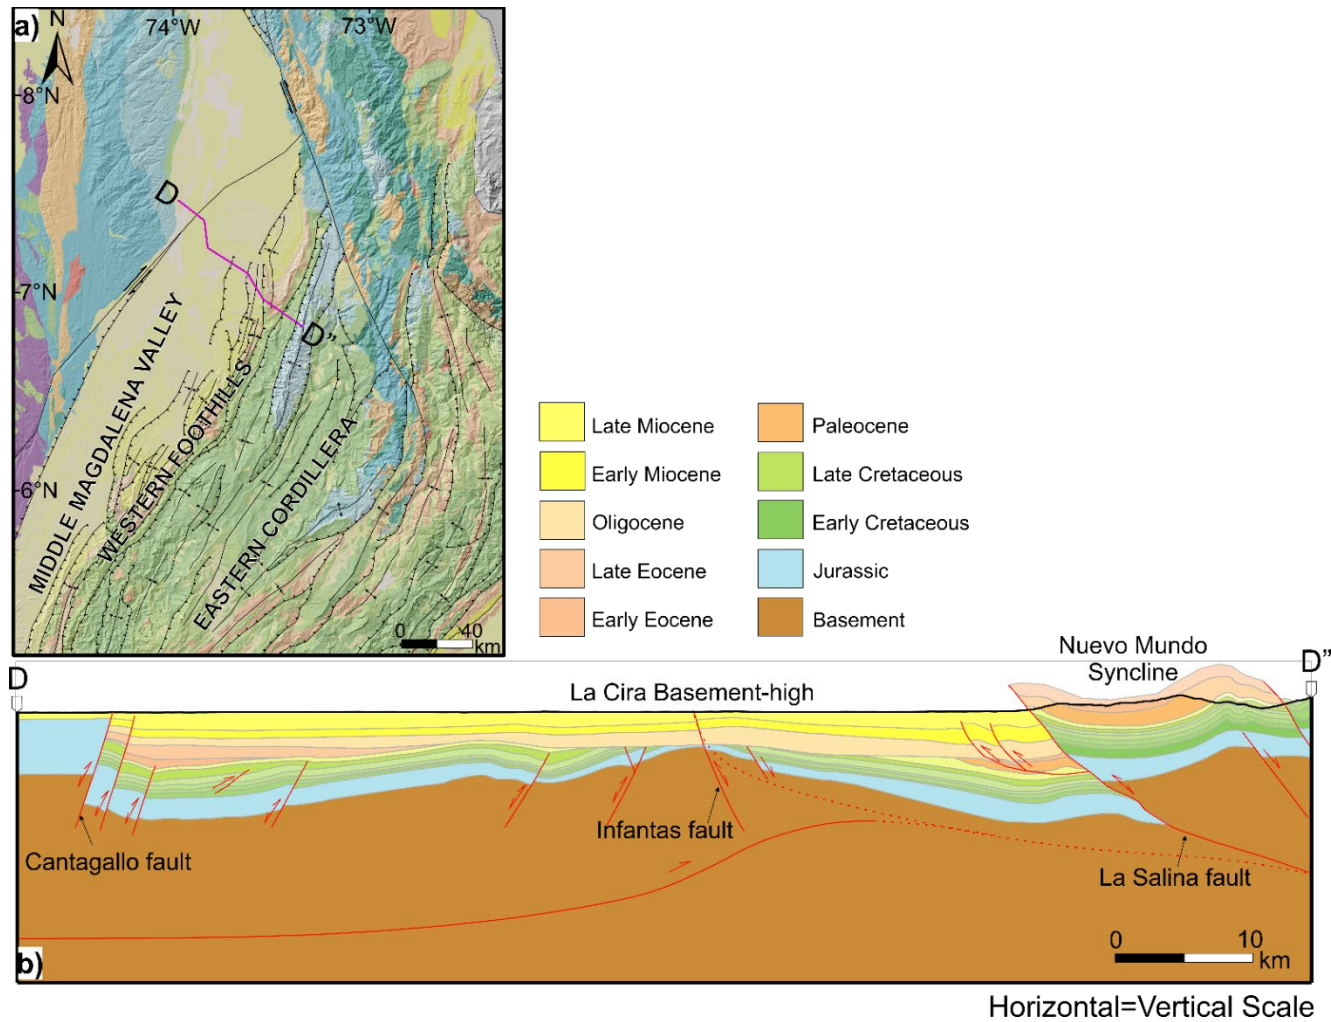 a)
N
74°W
73°W
8°N
D
7°N
D”
6°N
MIDDLE MAGDALENA VALLEY
WESTERN FOOTHILLS
EASTERN CORDILLERA
0 40
km
Late Miocene
Early Miocene
Oligocene
Late Eocene
Early Eocene
Paleocene
Late Cretaceous
Early Cretaceous
Jurassic
Basement
D
La Cira Basement-high
Nuevo Mundo
Syncline
D”
Cantagallo fault
Infantas fault
La Salina fault
0 10
km
b)
Horizontal=Vertical Scale